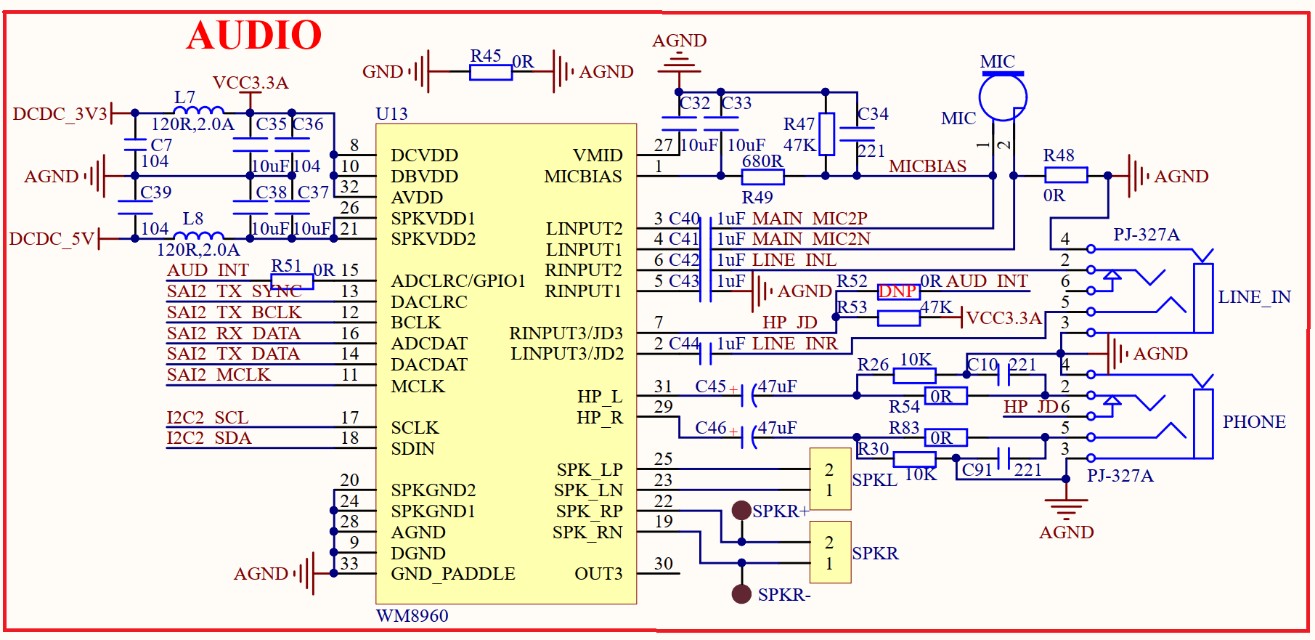 AUDIO
GND R45 0R AGND
AGND
MIC
MIC
1 2
DCDC_3V3 L7 120R,2.0A VCC3.3A
C7 104 C35 10uF C36 104
AGND
C39 104 C38 10uF C37 10uF
DCDC_5V L8 120R,2.0A
U13
C32 10uF C33 10uF R47 47K C34 221
680R R49 MICBIAS R48 0R AGND
8 DCVDD VMID 27
10 DBVDD MICBIAS 1
32 AVDD
26 SPKVDD1 LINPUT2 3 C40 1uF MAIN_MIC2P
21 SPKVDD2 LINPUT1 4 C41 1uF MAIN_MIC2N
RINPUT2 6 C42 1uF LINE_INL
AUD_INT R51 0R 15 ADCLRC/GPIO1 RINPUT1 5 C43 1uF AGND
SAI2_TX_SYNC 13 DACLRC
SAI2_TX_BCLK 12 BCLK RINPUT3/JD3 7 HP_JD
R52 DNP 0R AUD_INT
R53 47K VCC3.3A
SAI2_RX_DATA 16 ADCDAT LINPUT3/JD2 2 C44 1uF LINE_INR
SAI2_TX_DATA 14 DACDAT
SAI2_MCLK 11 MCLK
PJ-327A
4
2
6
5
3
LINE_IN
AGND
HP_L 31 C45 + 47uF R26 10K C10 221
R54 0R
HP_R 29 C46 + 47uF R83 0R
R30 10K C91 221
HP_JD
4
2
6
5
3
PHONE
PJ-327A
AGND
I2C2_SCL 17 SCLK
I2C2_SDA 18 SDIN
SPK_LP 25 2
SPK_LN 23 1
SPKL
20 SPKGND2 SPK_RP 22 SPKR+
24 SPKGND1 SPK_RN 19
28 AGND
2
1
SPKR
9 DGND
AGND 33 GND_PADDLE OUT3 30
SPKR-
WM8960